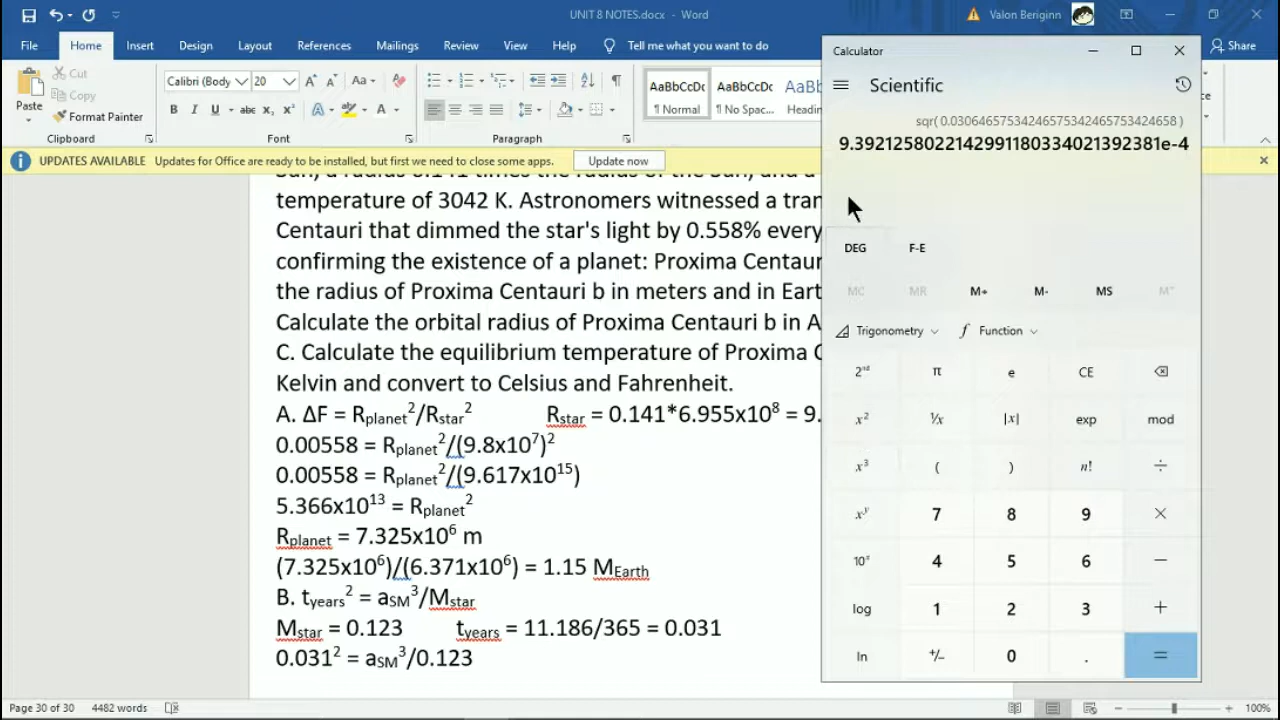 UNIT 8 NOTES.docx - Word
Valon Beriginn
File Home Insert Design Layout References Mailings Review View Help Tell me what you want to do
Share
Paste
Cut
Copy
Format Painter
Clipboard
Calibri (Body 20
Font
Paragraph
AaBbCcDc AaBbCcDc
¶ Normal ¶ No Spac... Heading
UPDATES AVAILABLE Updates for Office are ready to be installed, but first we need to close some apps. Update now
temperature of 3042 K. Astronomers witnessed a tran
Centauri that dimmed the star's light by 0.558% every
confirming the existence of a planet: Proxima Centaur
the radius of Proxima Centauri b in meters and in Eart
Calculate the orbital radius of Proxima Centauri b in A
C. Calculate the equilibrium temperature of Proxima C
Kelvin and convert to Celsius and Fahrenheit.
A. ΔF = Rplanet²/Rstar² Rstar = 0.141*6.955x10⁸ = 9.
0.00558 = Rplanet²/(9.8x10⁷)²
0.00558 = Rplanet²/(9.617x10¹⁵)
5.366x10¹³ = Rplanet²
Rplanet = 7.325x10⁶ m
(7.325x10⁶)/(6.371x10⁶) = 1.15 MEarth
B. tyears² = aSM³/Mstar
Mstar = 0.123 tyears = 11.186/365 = 0.031
0.031² = aSM³/0.123
Calculator
Scientific
sqr( 0.03064657534246575342465753424658 )
9.3921258022142991180334021392381e-4
DEG F-E
MC MR M+ M- MS M˅
Trigonometry Function
2ⁿᵈ π e CE
x² ¹/x |x| exp mod
x³ ( ) n! ÷
xʸ 7 8 9 ×
10ˣ 4 5 6 −
log 1 2 3 +
ln +/− 0 . =
Page 30 of 30 4492 words
100%